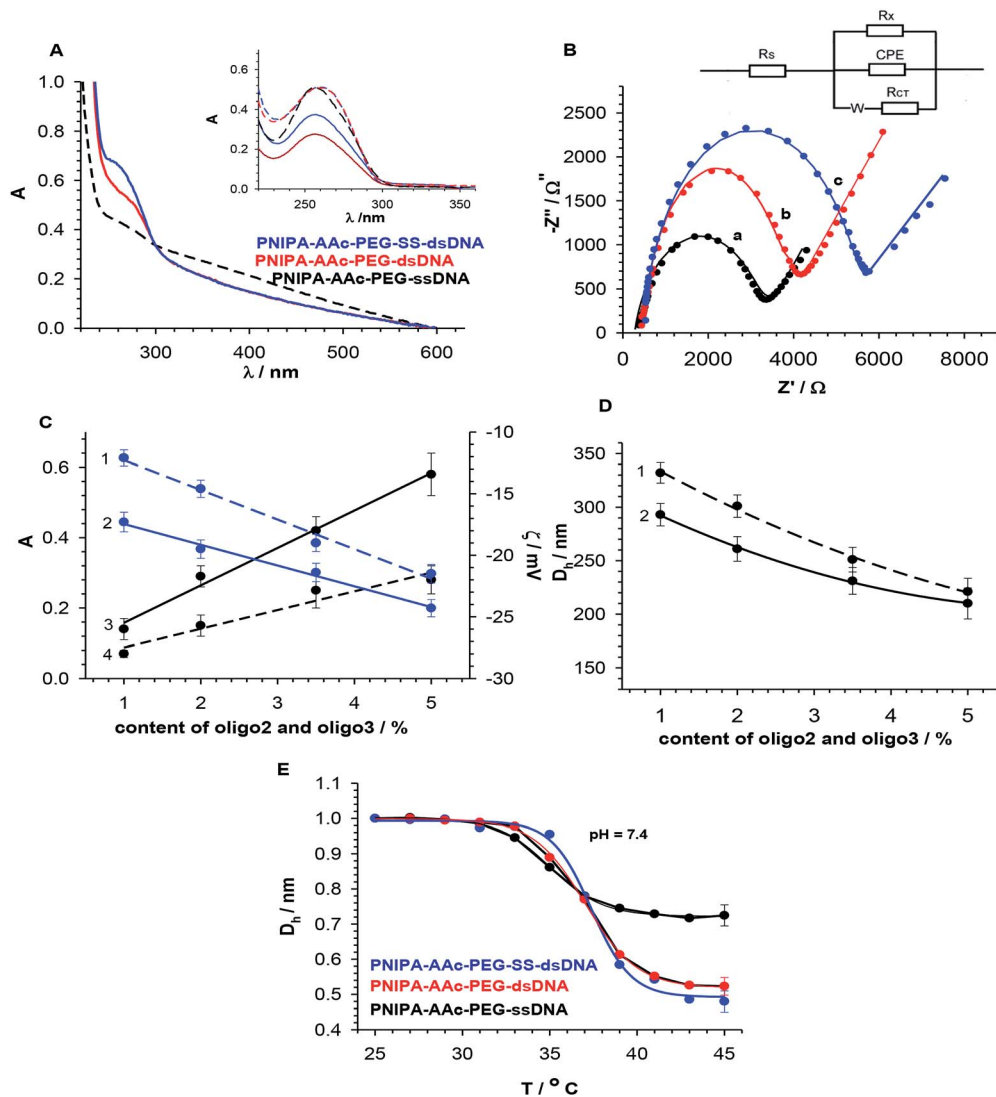 A
1.0
0.8
0.6
0.4
0.2
0.0
A
300
400
500
600
λ / nm
0.6
0.4
0.2
0.0
A
250
300
350
λ /nm
PNIPA-AAc-PEG-SS-dsDNA
PNIPA-AAc-PEG-dsDNA
PNIPA-AAc-PEG-ssDNA
B
Rs
Rx
CPE
W
RCT
2500
2000
1500
1000
500
0
-Z'' / Ω''
a
b
c
0
2000
4000
6000
8000
Z' / Ω
C
0.6
0.4
0.2
0.0
A
1
2
3
4
-10
-15
-20
-25
-30
ζ / mV
1
2
3
4
5
content of oligo2 and oligo3 / %
D
350
330
290
250
210
170
130
Dh / nm
1
2
1
2
3
4
5
content of oligo2 and oligo3 / %
E
1.1
1.0
0.9
0.8
0.7
0.6
0.5
0.4
Dh / nm
pH = 7.4
PNIPA-AAc-PEG-SS-dsDNA
PNIPA-AAc-PEG-dsDNA
PNIPA-AAc-PEG-ssDNA
25
30
35
40
45
T / ° C